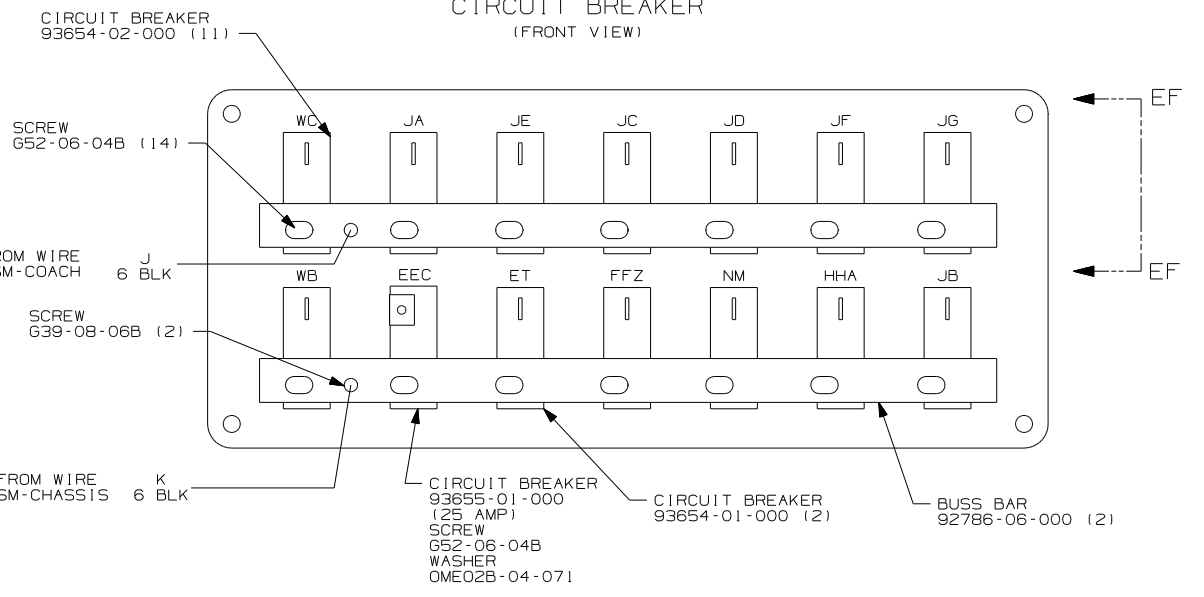 CIRCUIT BREAKER
(FRONT VIEW)
CIRCUIT BREAKER
93654-02-000 (11)
SCREW
G52-06-04B (14)
WC JA JE JC JD JF JG
EF
WIRE J
SM-COACH 6 BLK
EF
WB EEC ET FFZ NM HHA JB
SCREW
G39-08-06B (2)
FROM WIRE K
SM-CHASSIS 6 BLK
CIRCUIT BREAKER
93655-01-000
(25 AMP)
SCREW
G52-06-04B
WASHER
OME02B-04-071
CIRCUIT BREAKER
93654-01-000 (2)
BUSS BAR
92786-06-000 (2)